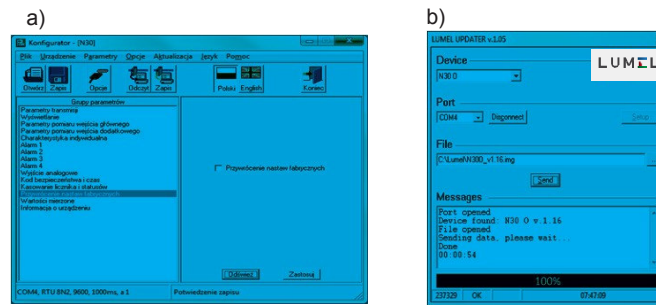 a)
Konfigurator - [N30]
Plik Urządzenie Parametry Opcje Aktualizacja Język Pomoc
Otwórz Zapis Opcje Odczyt Zapis Polski English Koniec
Grupy parametrów
Parametry transmisji
Wyświetlanie
Parametry pomiaru wejścia głównego
Parametry pomiaru wejścia dodatkowego
Charakterystyka indywidualna
Alarm 1
Alarm 2
Alarm 3
Alarm 4
Wyjście analogowe
Kod bezpieczeństwa i czas
Kasowanie licznika i statusów
Przywrócenie nastaw fabrycznych
Wartości mierzone
Informacja o urządzeniu
Przywrócenie nastaw fabrycznych
Odśwież Zastosuj
COM4, RTU 8N2, 9600, 1000ms, a 1 Potwierdzenie zapisu
b)
LUMEL UPDATER v.1.05
LUMEL
Device
N30 O
Port
COM4 Disconnect Setup
File
C:\Lumel\N30O_v1.16.img
Send
Messages
Port opened
Device found: N30 O v.1.16
File opened
Sending data, please wait...
Done
00:00:54
100%
237329 OK 07:47:09